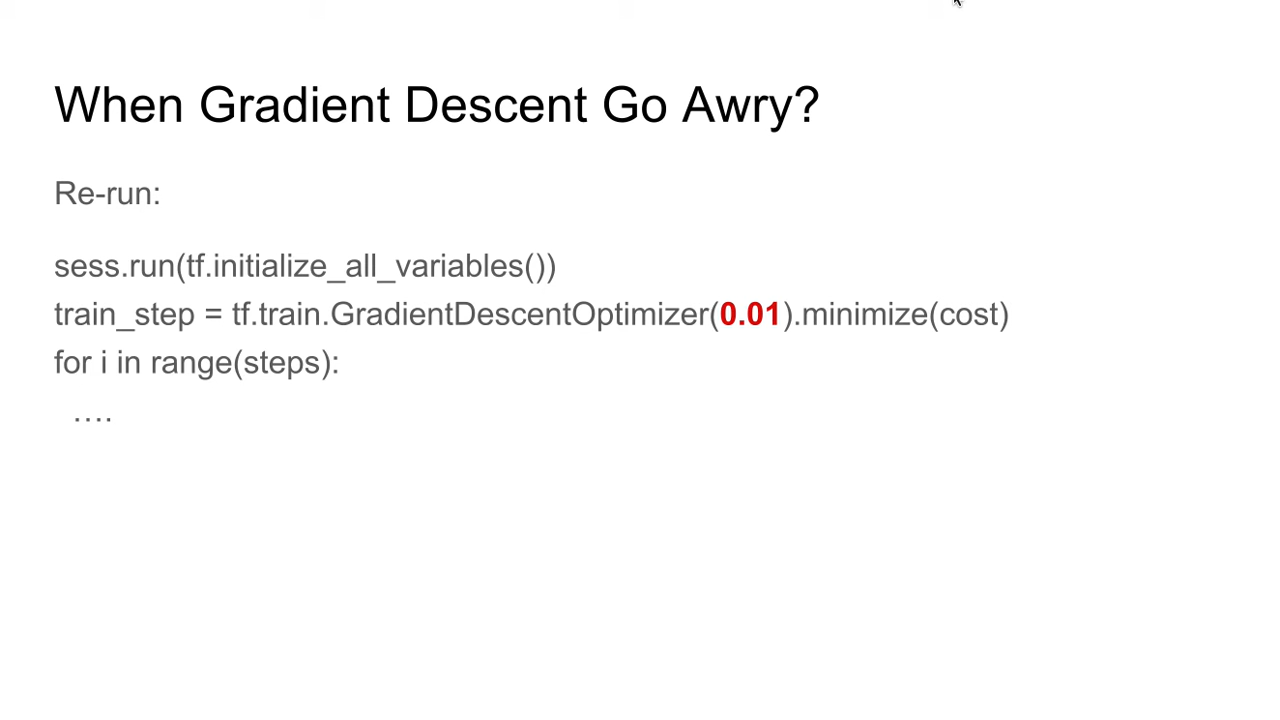 When Gradient Descent Go Awry?
Re-run:
sess.run(tf.initialize_all_variables())
train_step = tf.train.GradientDescentOptimizer(0.01).minimize(cost)
for i in range(steps):
….